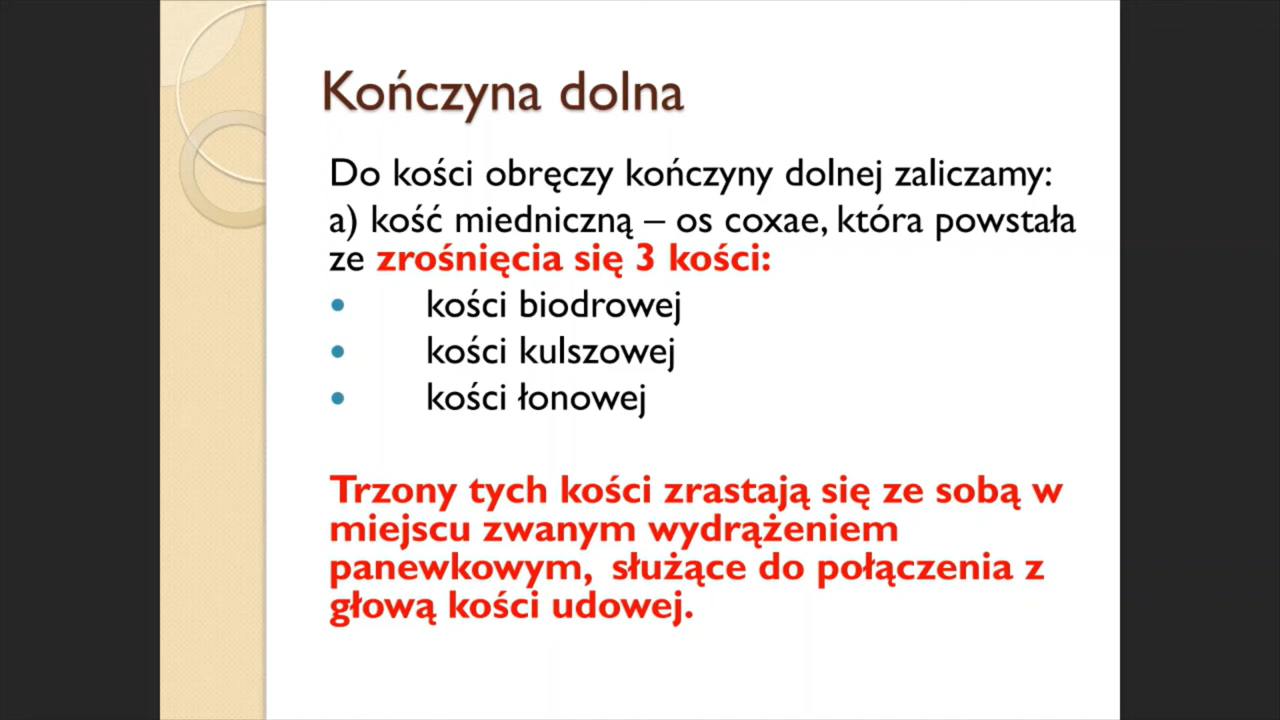 Kończyna dolna
Do kości obręczy kończyny dolnej zaliczamy:
a) kość miedniczną – os coxae, która powstała
ze zrośnięcia się 3 kości:
• kości biodrowej
• kości kulszowej
• kości łonowej
Trzony tych kości zrastają się ze sobą w
miejscu zwanym wydrążeniem
panewkowym, służące do połączenia z
głową kości udowej.